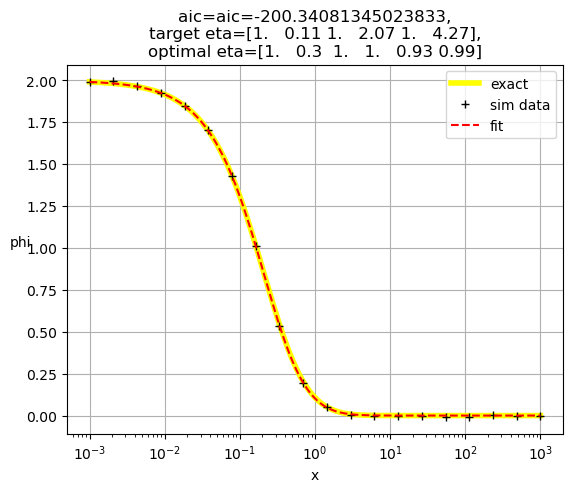 aic=aic=-200.34081345023833,
target eta=[1.   0.11 1.   2.07 1.   4.27],
optimal eta=[1.   0.3  1.   1.   0.93 0.99]
2.00
1.75
1.50
1.25
1.00
0.75
0.50
0.25
0.00
phi
exact
sim data
fit
10⁻³
10⁻²
10⁻¹
10⁰
10¹
10²
10³
x